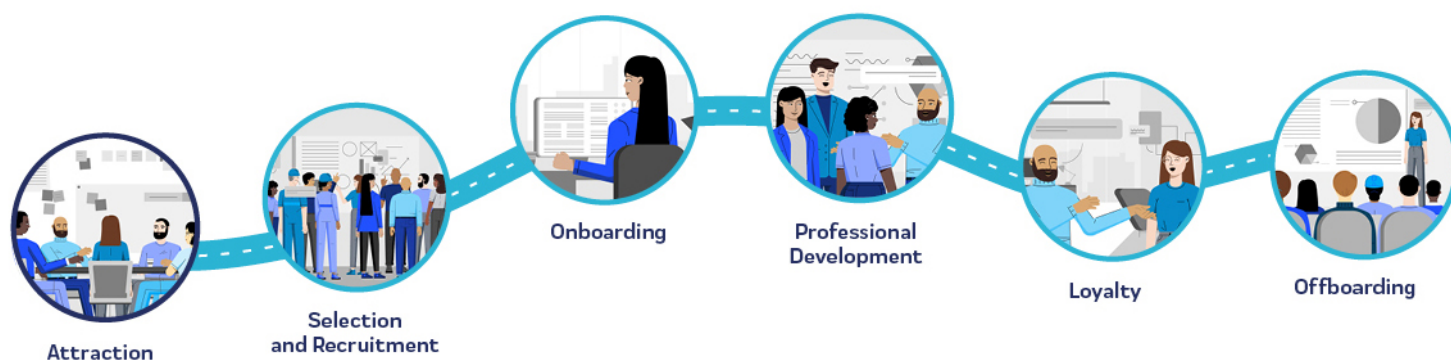 Attraction
Selection
and Recruitment
Onboarding
Professional
Development
Loyalty
Offboarding